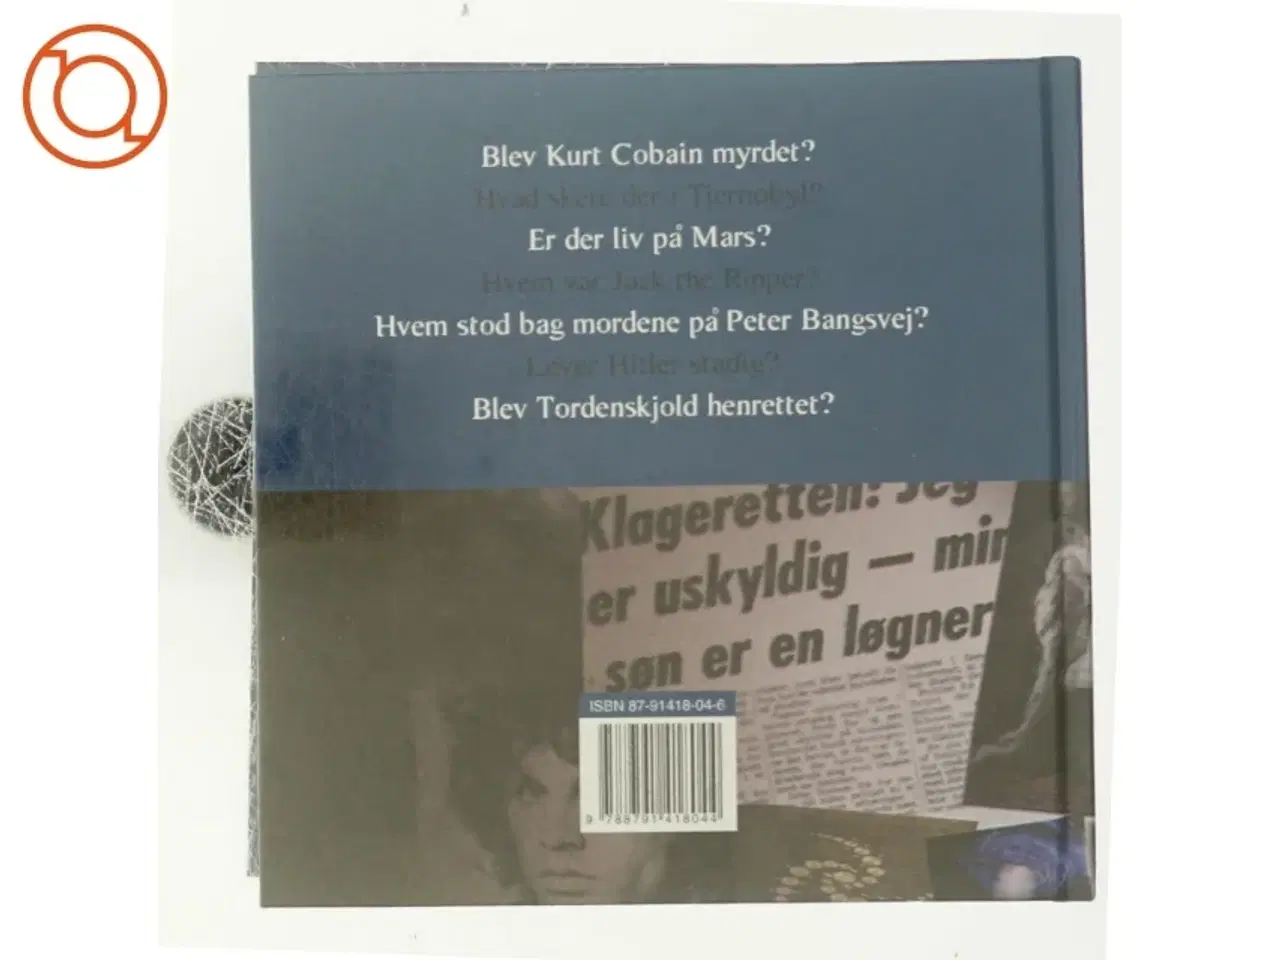 Blev Kurt Cobain myrdet?
Hvad skete der i Tjernobyl?
Er der liv på Mars?
Hvem var Jack the Ripper?
Hvem stod bag mordene på Peter Bangsvej?
Lever Hitler stadig?
Blev Tordenskjold henrettet?
Klageretten: Jeg
er uskyldig — min
søn er en løgner
ISBN 87-91418-04-6
9 788791 418044